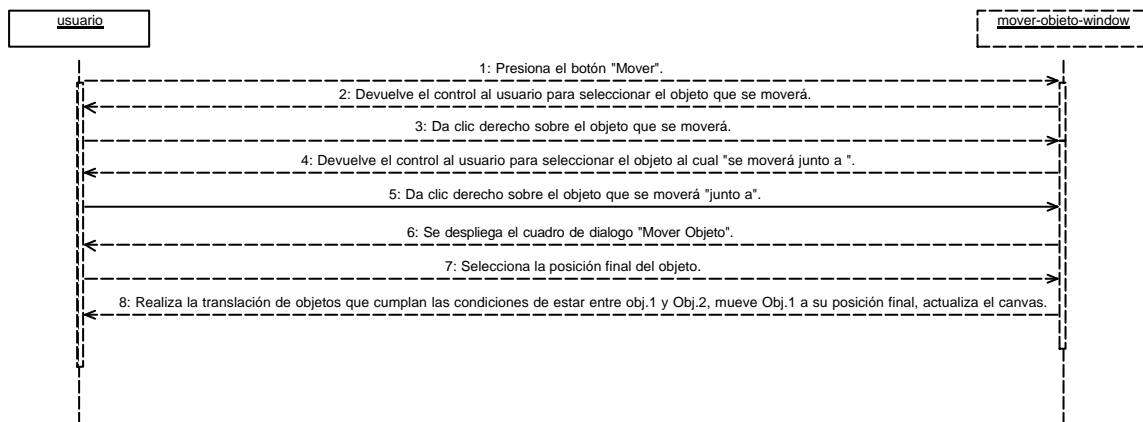 usuario
mover-objeto-window
1: Presiona el botón "Mover".
2: Devuelve el control al usuario para seleccionar el objeto que se moverá.
3: Da clic derecho sobre el objeto que se moverá.
4: Devuelve el control al usuario para seleccionar el objeto al cual "se moverá junto a ".
5: Da clic derecho sobre el objeto que se moverá "junto a".
6: Se despliega el cuadro de dialogo "Mover Objeto".
7: Selecciona la posición final del objeto.
8: Realiza la translación de objetos que cumplan las condiciones de estar entre obj.1 y Obj.2, mueve Obj.1 a su posición final, actualiza el canvas.